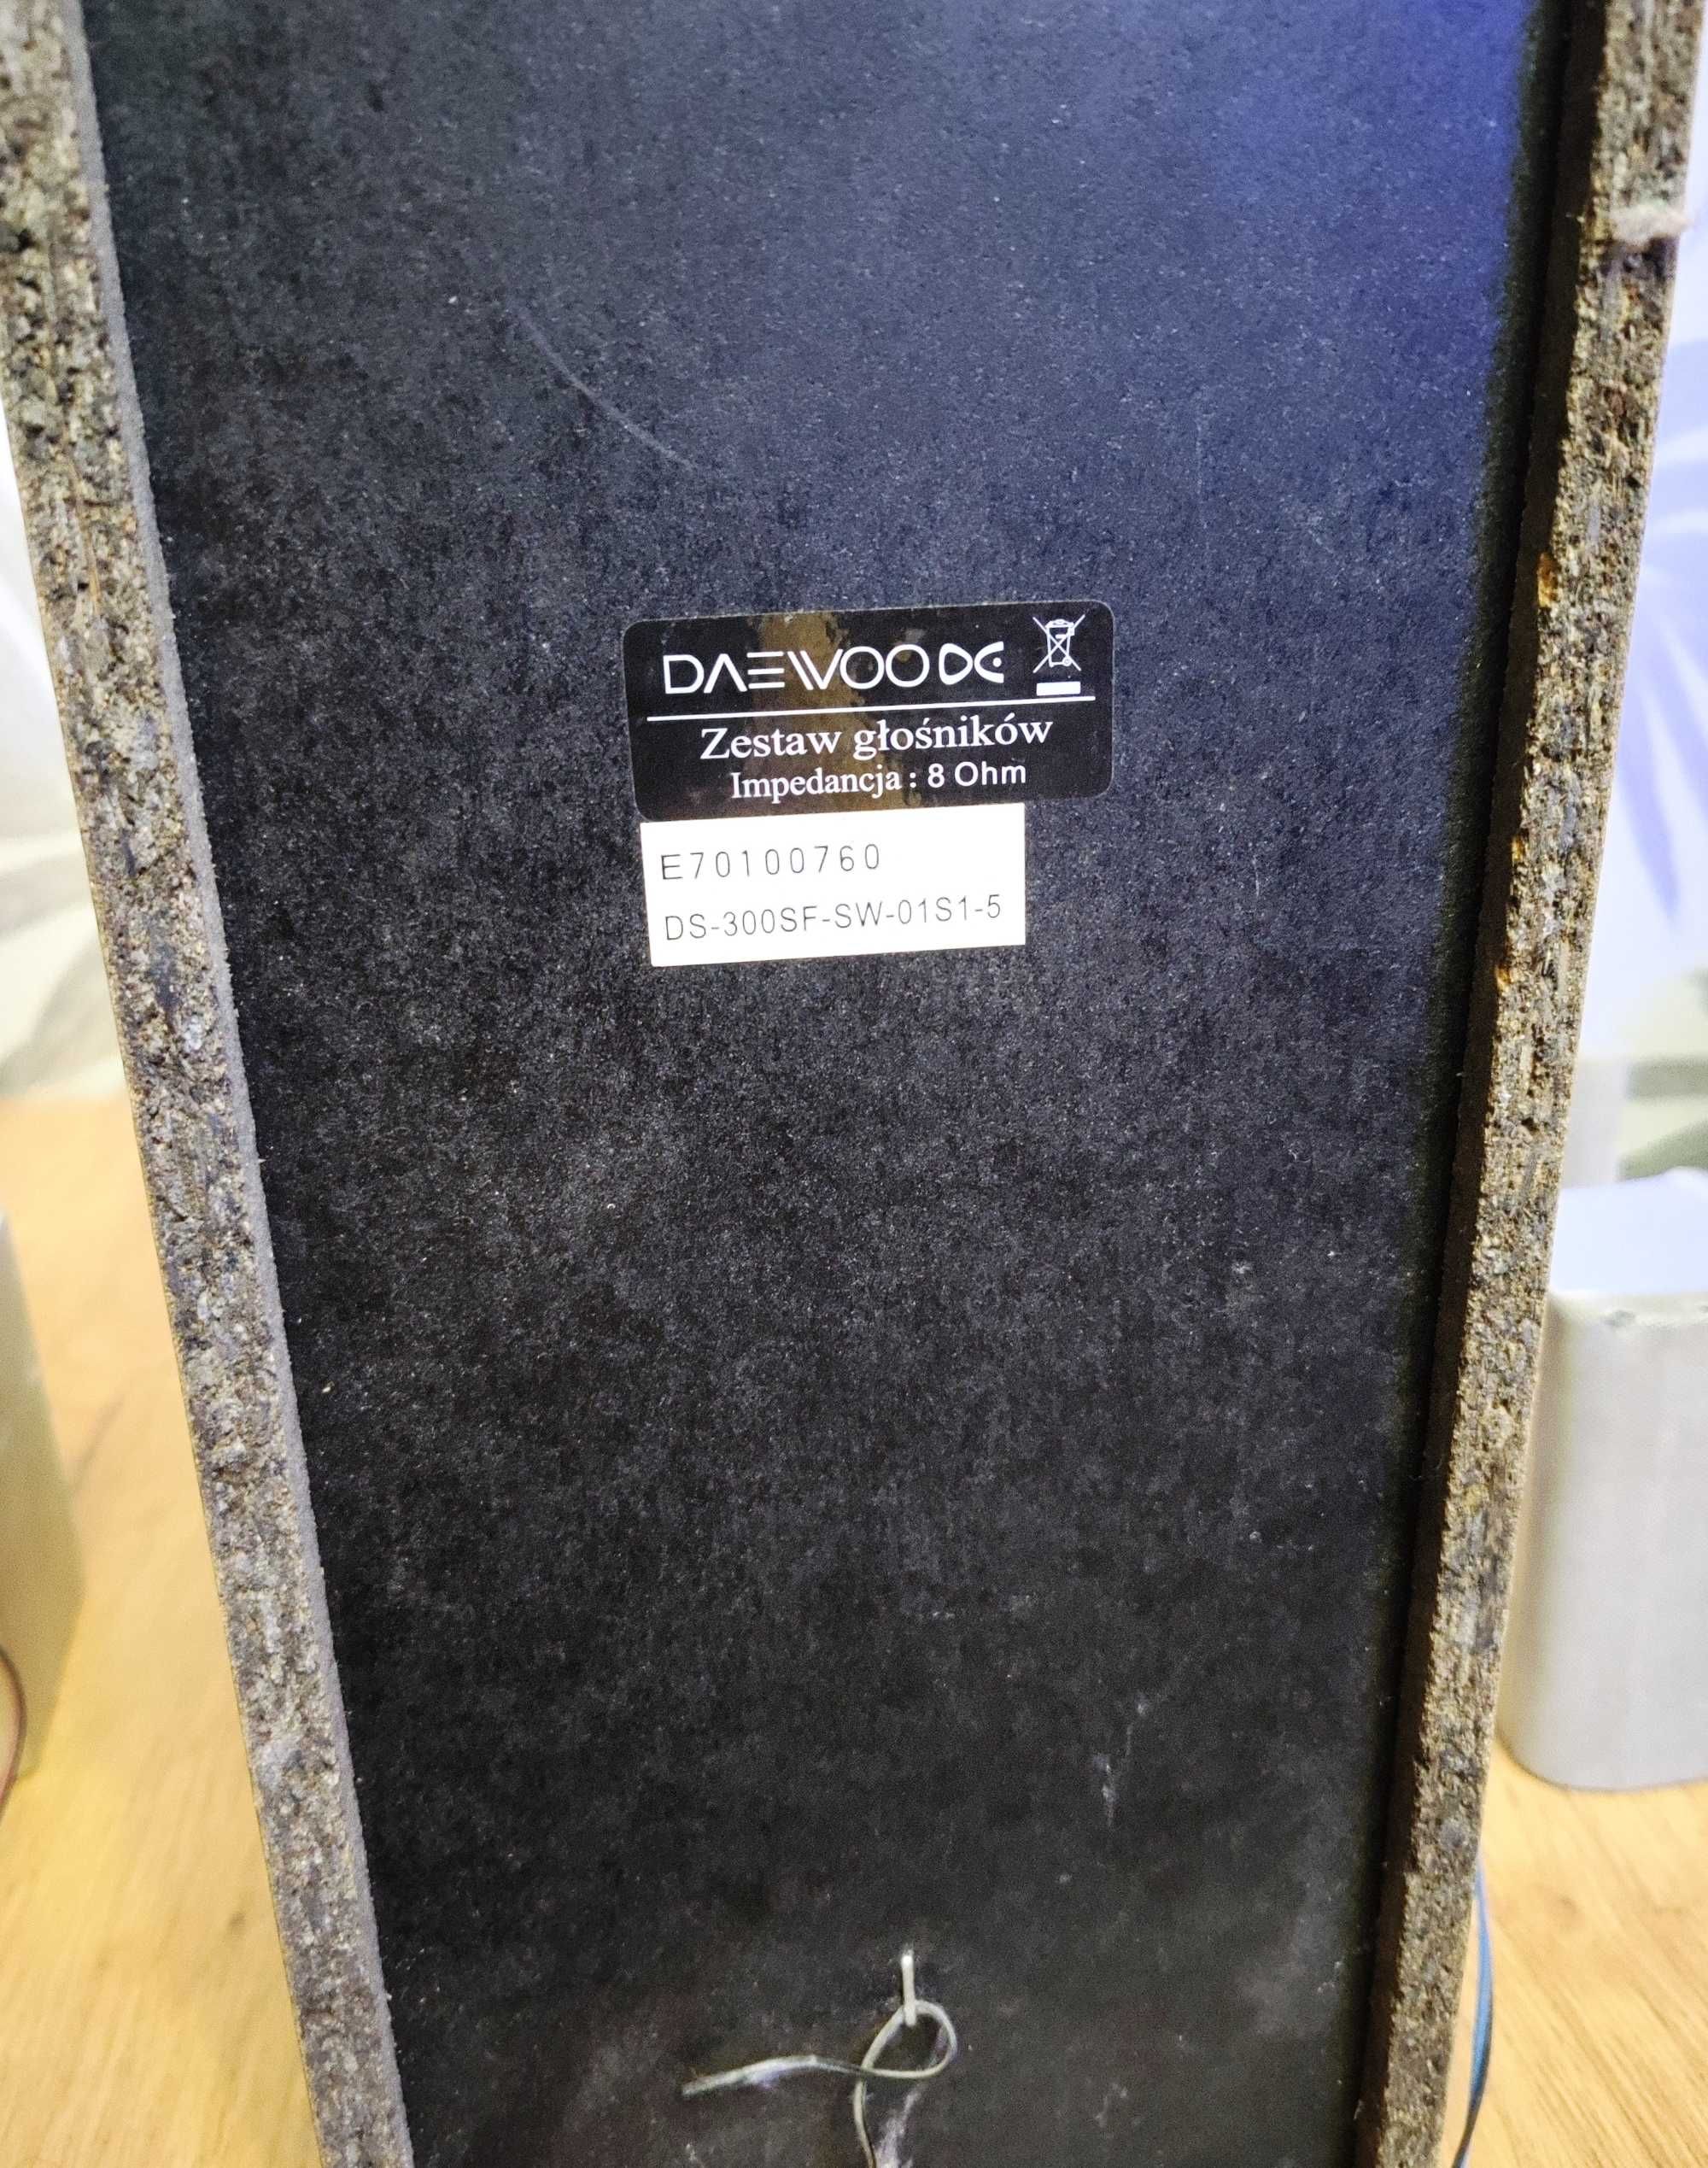 DAEWOO DE
Zestaw głośników
Impedancja : 8 Ohm
E70100760
DS-300SF-SW-01S1-5